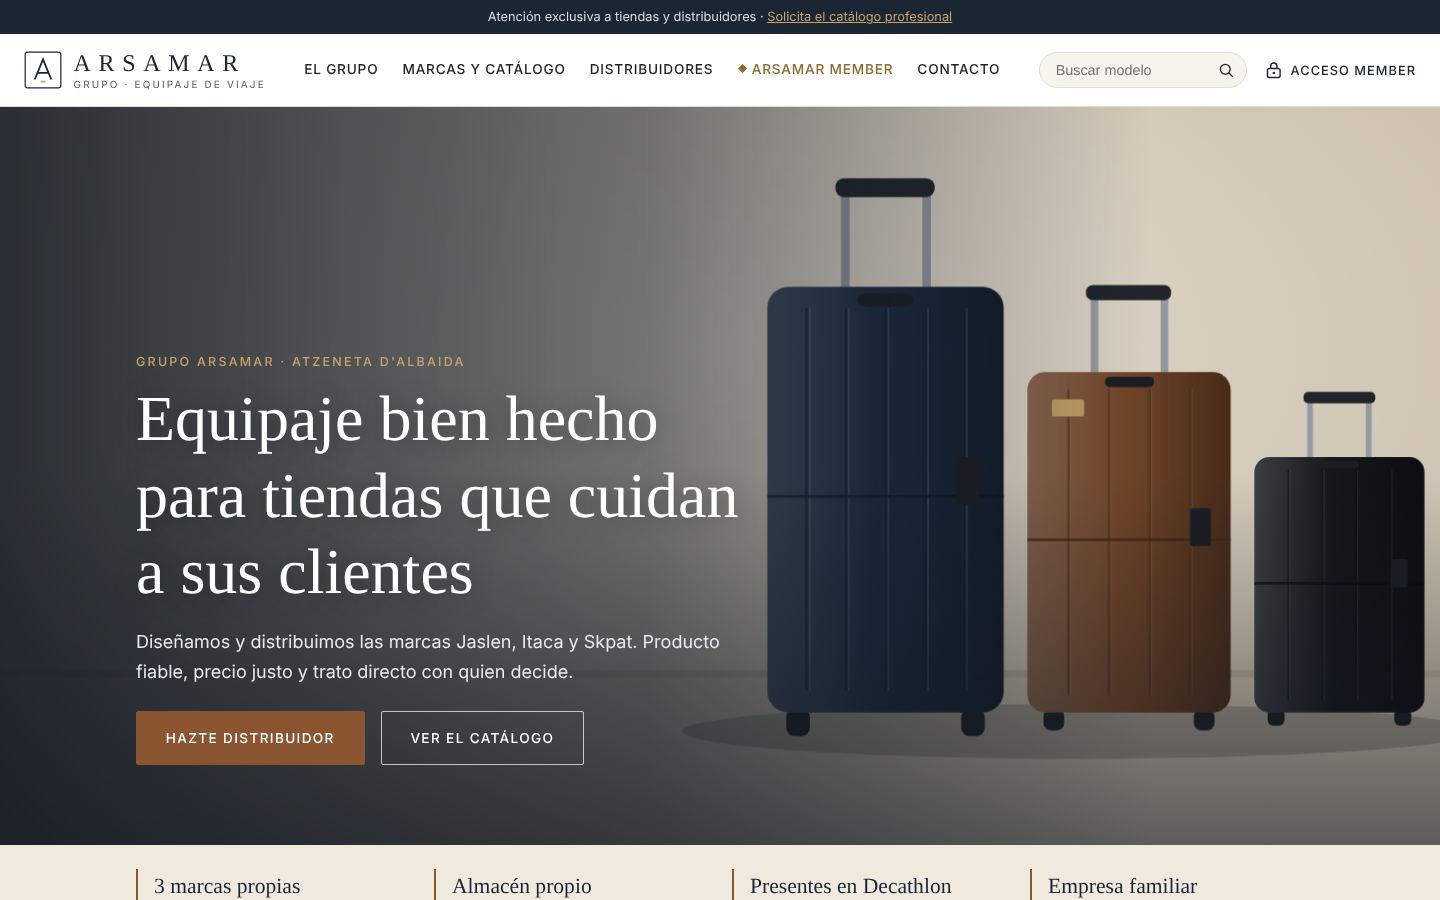 Atención exclusiva a tiendas y distribuidores · Solicita el catálogo profesional
A
ARSAMAR
GRUPO · EQUIPAJE DE VIAJE
EL GRUPO
MARCAS Y CATÁLOGO
DISTRIBUIDORES
ARSAMAR MEMBER
CONTACTO
Buscar modelo
ACCESO MEMBER
GRUPO ARSAMAR · ATZENETA D'ALBAIDA
Equipaje bien hecho
para tiendas que cuidan
a sus clientes
Diseñamos y distribuimos las marcas Jaslen, Itaca y Skpat. Producto
fiable, precio justo y trato directo con quien decide.
HAZTE DISTRIBUIDOR
VER EL CATÁLOGO
3 marcas propias
Almacén propio
Presentes en Decathlon
Empresa familiar